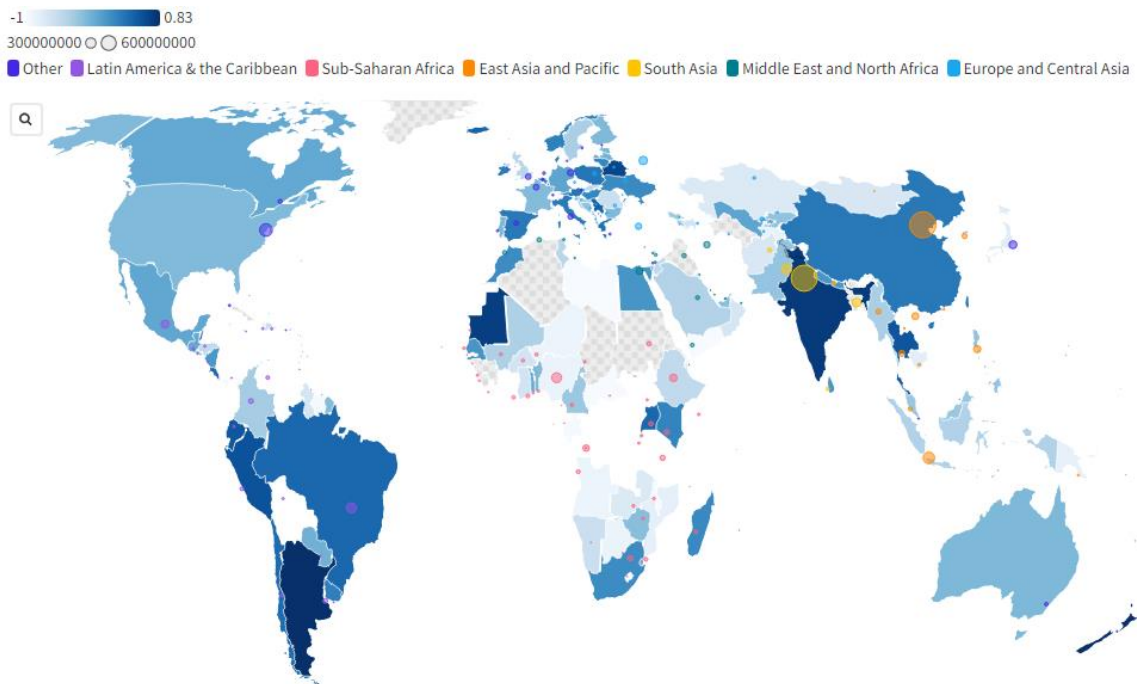 -1 0.83
300000000 600000000
Other Latin America & the Caribbean Sub-Saharan Africa East Asia and Pacific South Asia Middle East and North Africa Europe and Central Asia